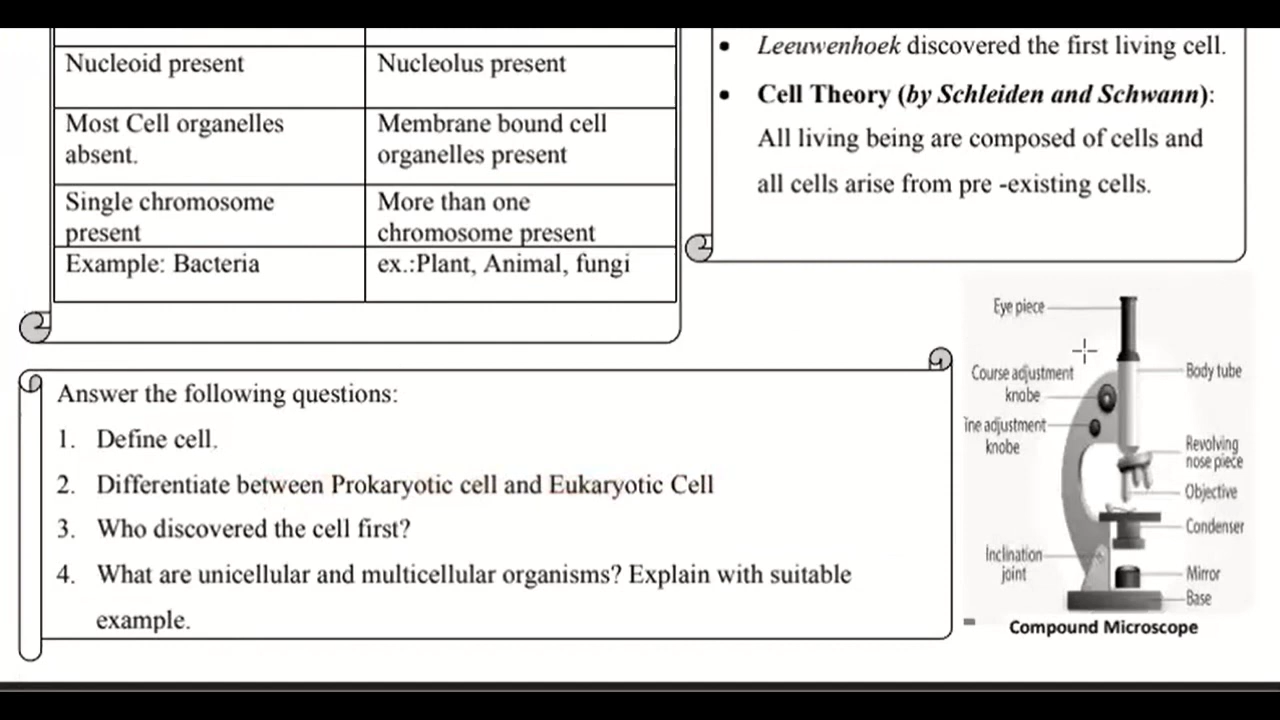 Nucleoid present
Nucleolus present
Most Cell organelles
absent.
Membrane bound cell
organelles present
Single chromosome
present
More than one
chromosome present
Example: Bacteria
ex.:Plant, Animal, fungi
• Leeuwenhoek discovered the first living cell.
• Cell Theory (by Schleiden and Schwann):
All living being are composed of cells and
all cells arise from pre -existing cells.
Answer the following questions:
1. Define cell.
2. Differentiate between Prokaryotic cell and Eukaryotic Cell
3. Who discovered the cell first?
4. What are unicellular and multicellular organisms? Explain with suitable
example.
Eye piece
Course adjustment
knobe
ine adjustment
knobe
Inclination
joint
Body tube
Revolving
nose piece
Objective
Condenser
Mirror
Base
Compound Microscope